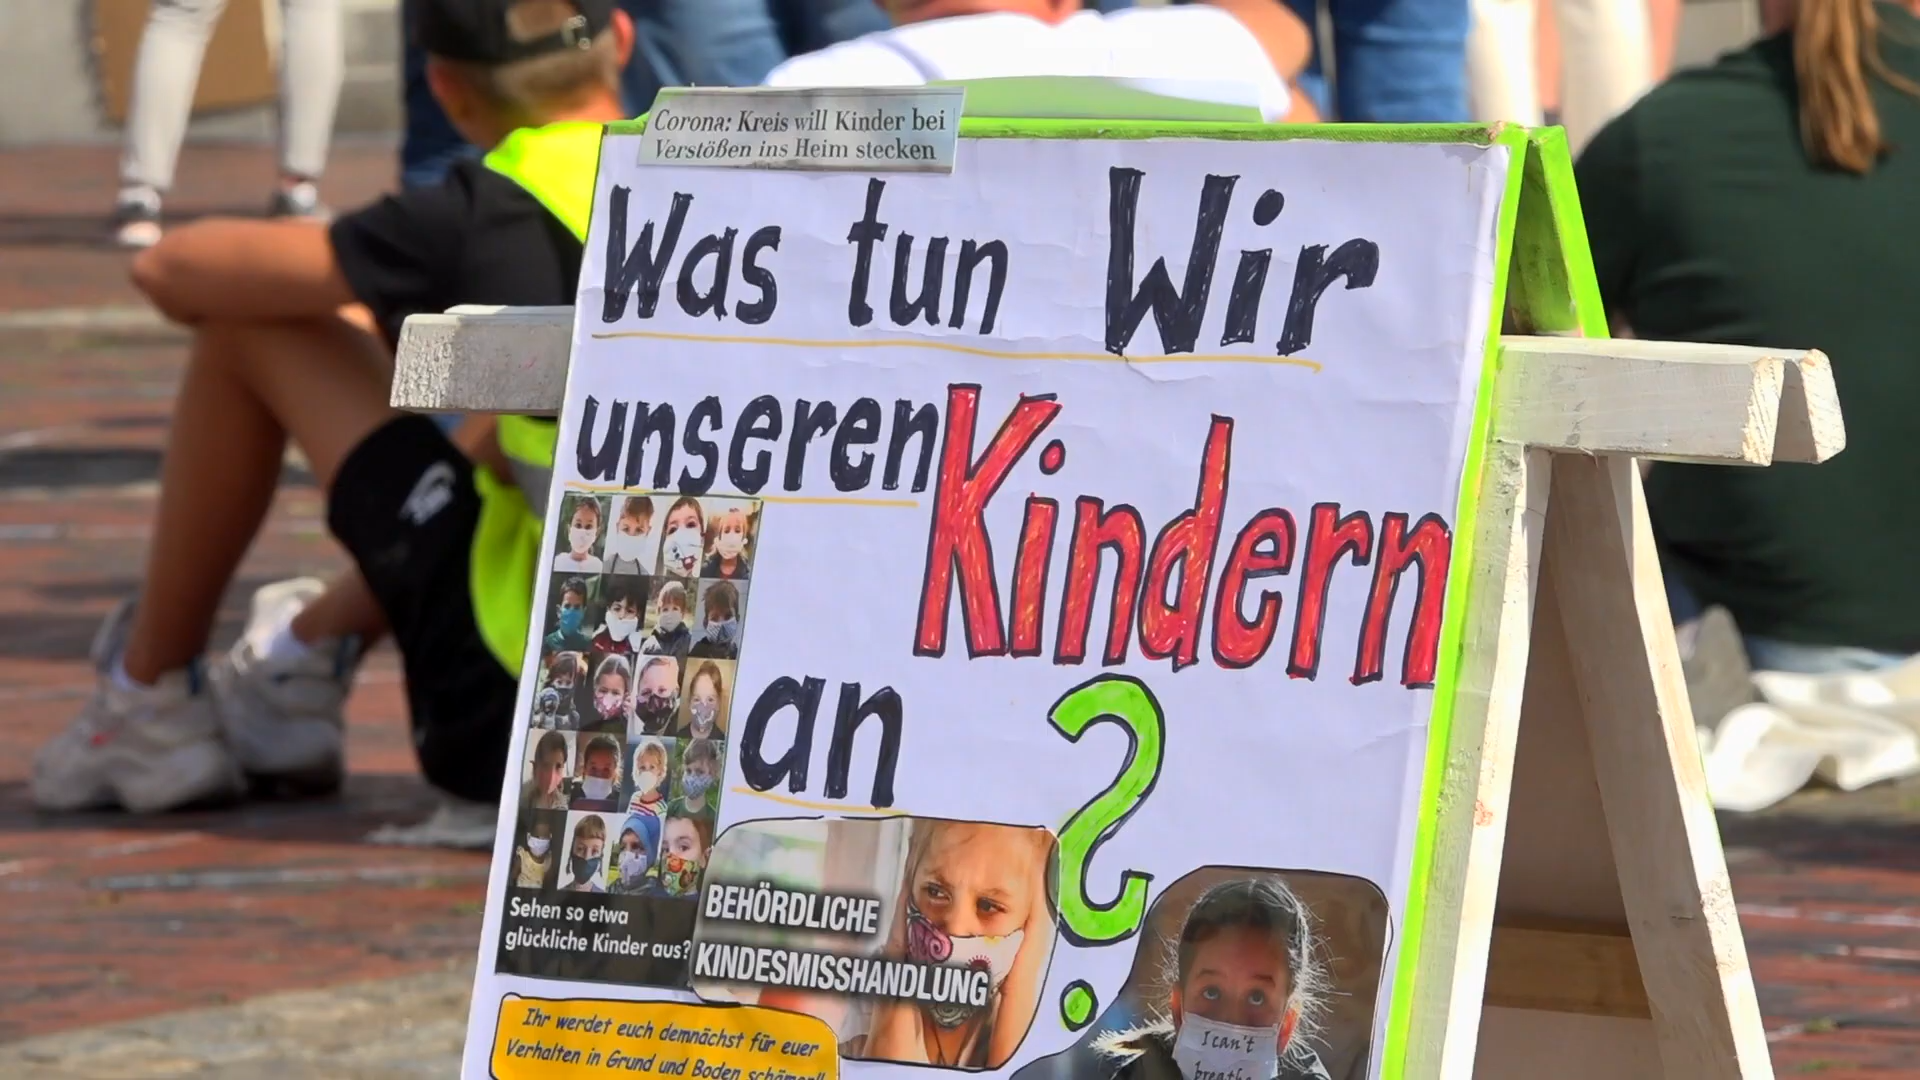 Corona: Kreis will Kinder bei
Verstößen ins Heim stecken
Was tun Wir
unseren Kindern
an ?
Sehen so etwa
glückliche Kinder aus?
BEHÖRDLICHE
KINDESMISSHANDLUNG
I can't
breathe
Ihr werdet euch demnächst für euer
Verhalten in Grund und Boden schämen!!